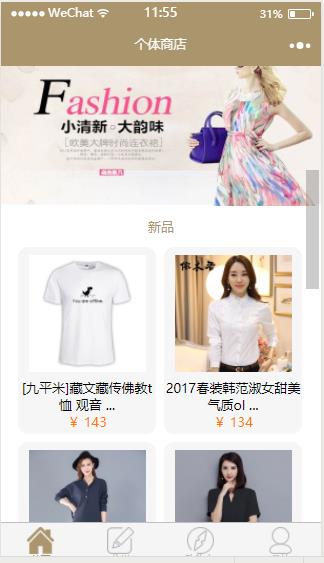 WeChat
11:55
31%
个体商店
Fashion
小清新。大韵味
[欧美大牌时尚连衣裙]
新品
You are offline.
[九平米]藏文藏传佛教t
恤 观音 ...
¥ 143
2017春装韩范淑女甜美
气质ol ...
¥ 134